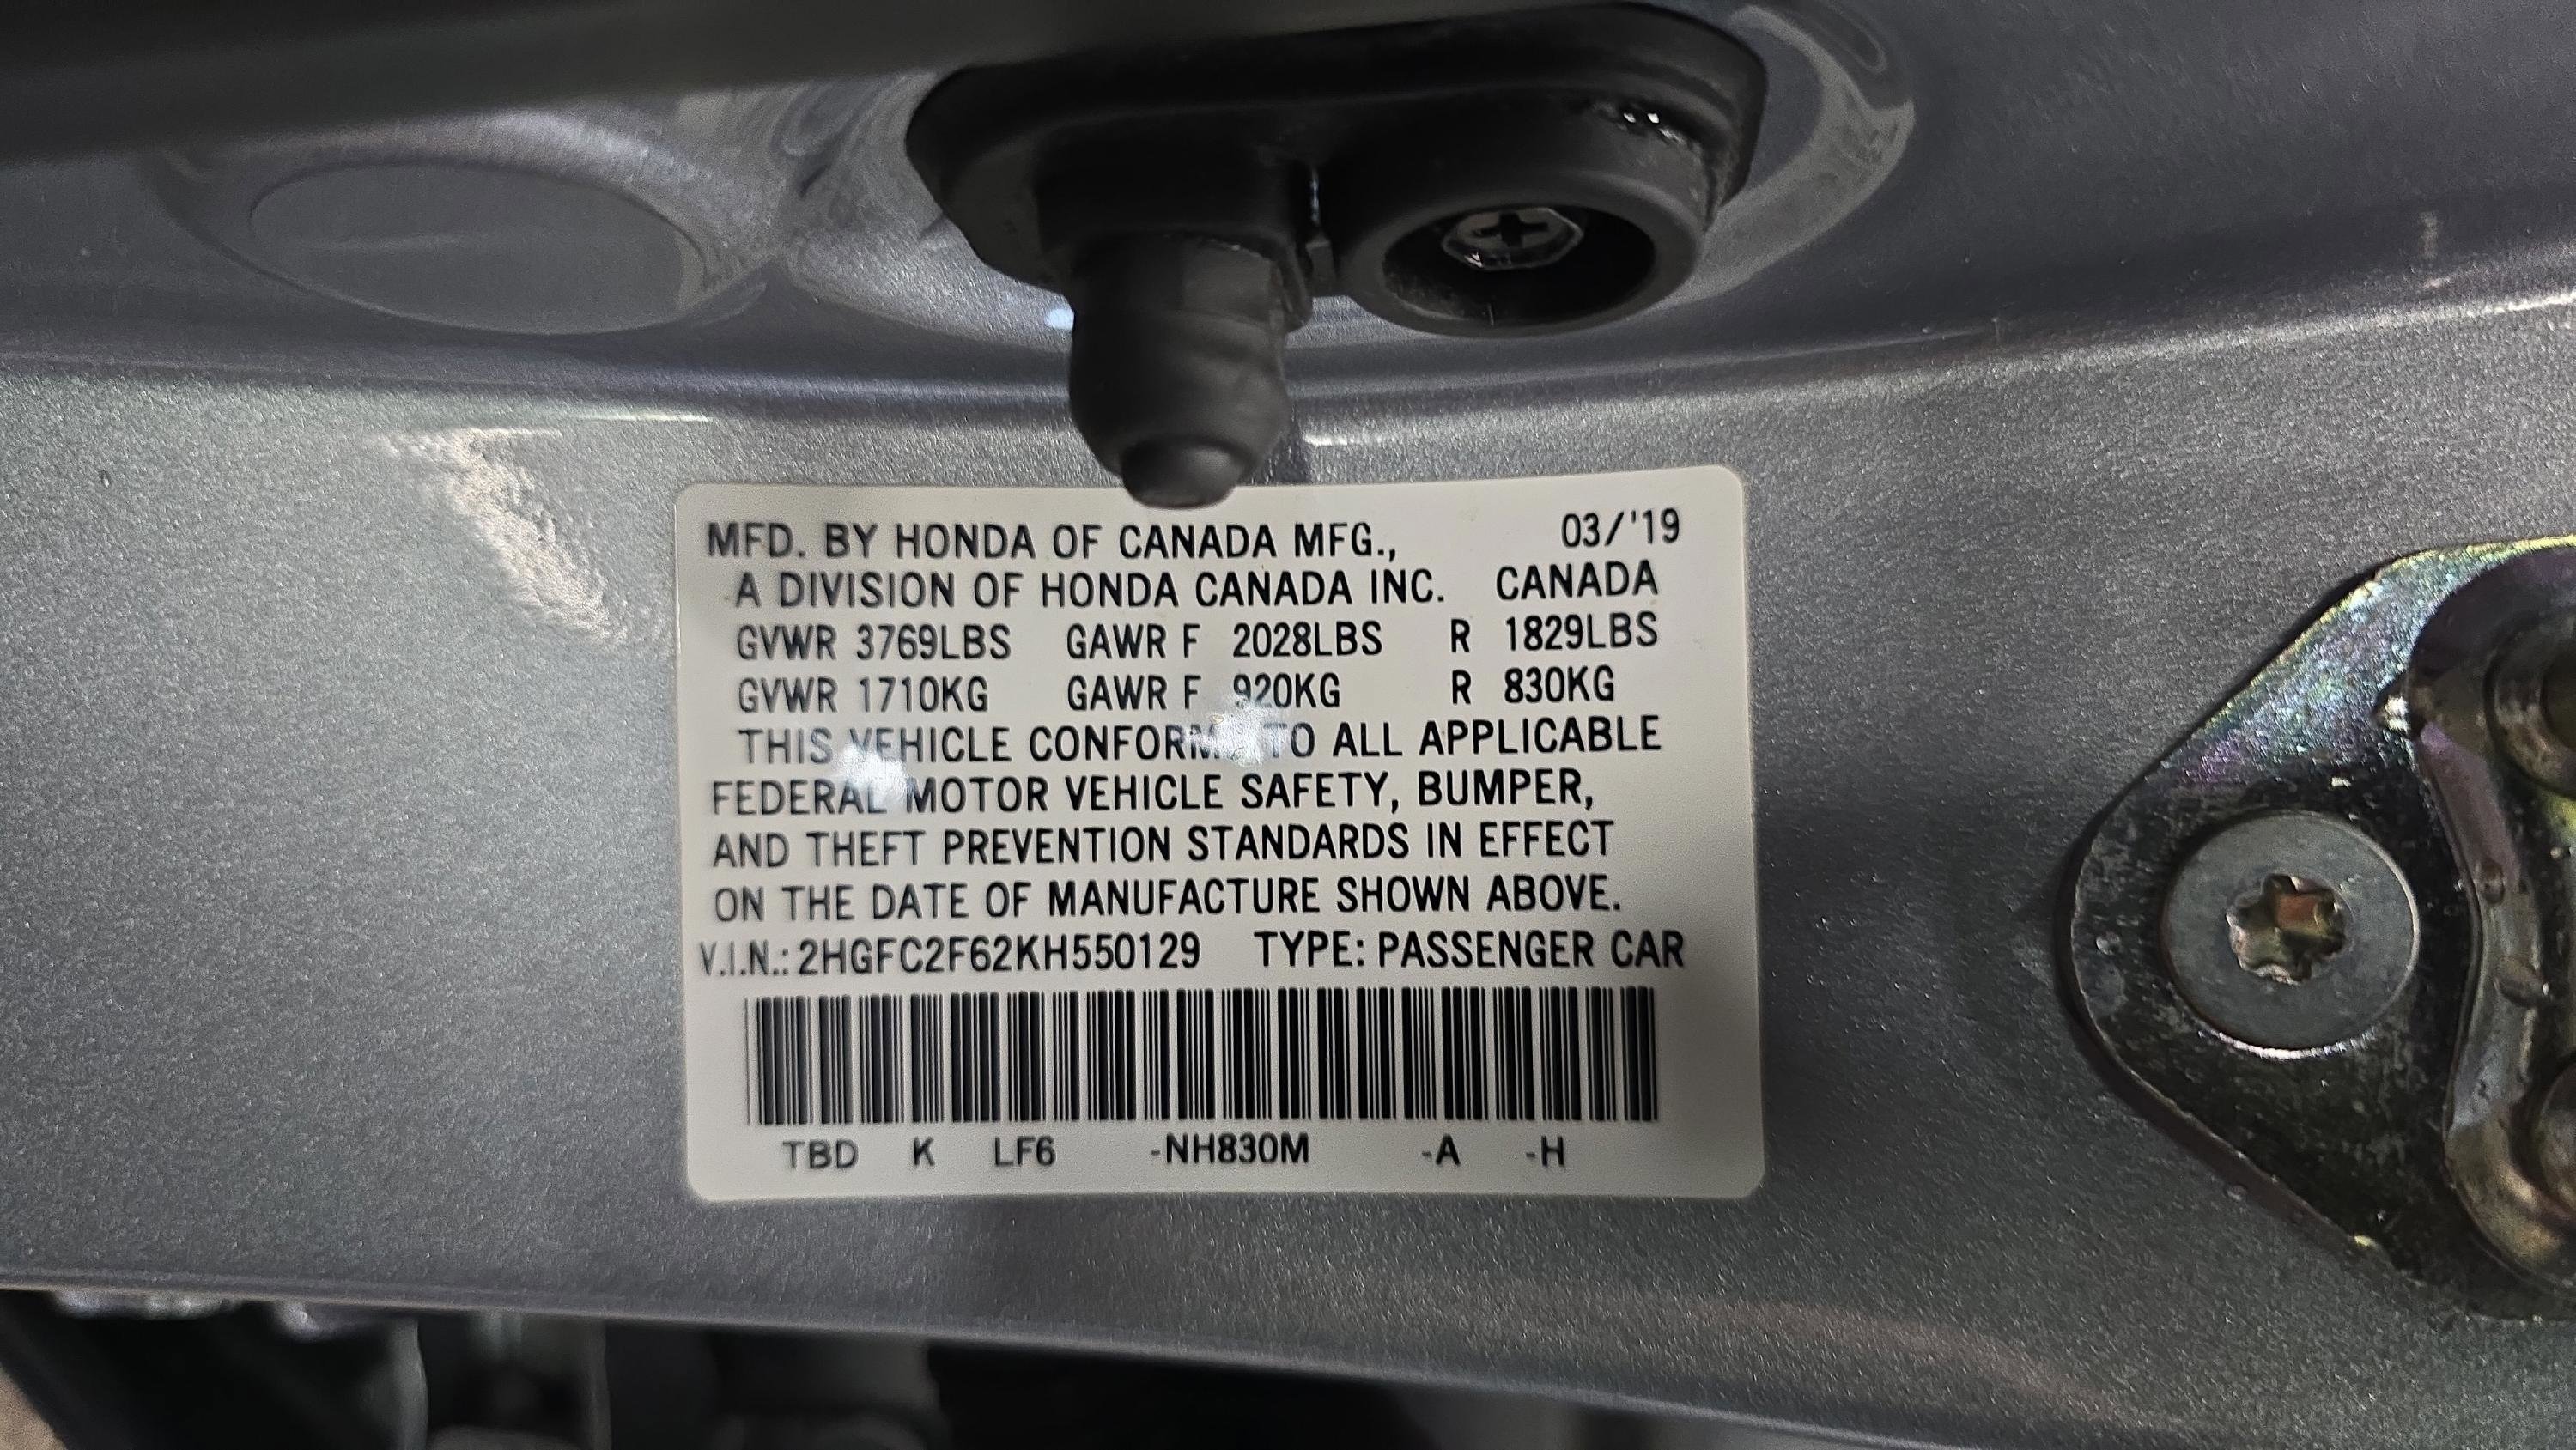 MFD. BY HONDA OF CANADA MFG., 03/'19
A DIVISION OF HONDA CANADA INC. CANADA
GVWR 3769LBS GAWR F 2028LBS R 1829LBS
GVWR 1710KG GAWR F 920KG R 830KG
THIS VEHICLE CONFORMS TO ALL APPLICABLE
FEDERAL MOTOR VEHICLE SAFETY, BUMPER,
AND THEFT PREVENTION STANDARDS IN EFFECT
ON THE DATE OF MANUFACTURE SHOWN ABOVE.
V.I.N.: 2HGFC2F62KH550129 TYPE: PASSENGER CAR
TBD K LF6 -NH830M -A -H